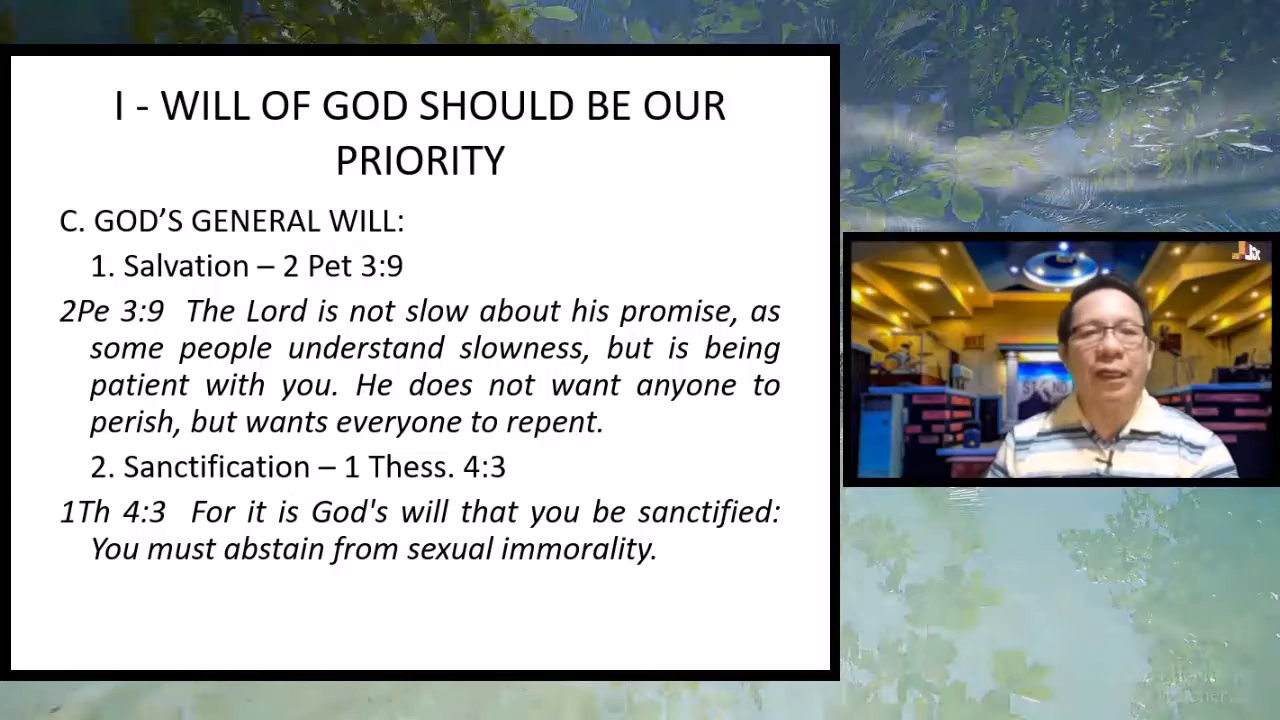 I - WILL OF GOD SHOULD BE OUR
PRIORITY
C. GOD’S GENERAL WILL:
1. Salvation – 2 Pet 3:9
2Pe 3:9 The Lord is not slow about his promise, as
some people understand slowness, but is being
patient with you. He does not want anyone to
perish, but wants everyone to repent.
2. Sanctification – 1 Thess. 4:3
1Th 4:3 For it is God's will that you be sanctified:
You must abstain from sexual immorality.